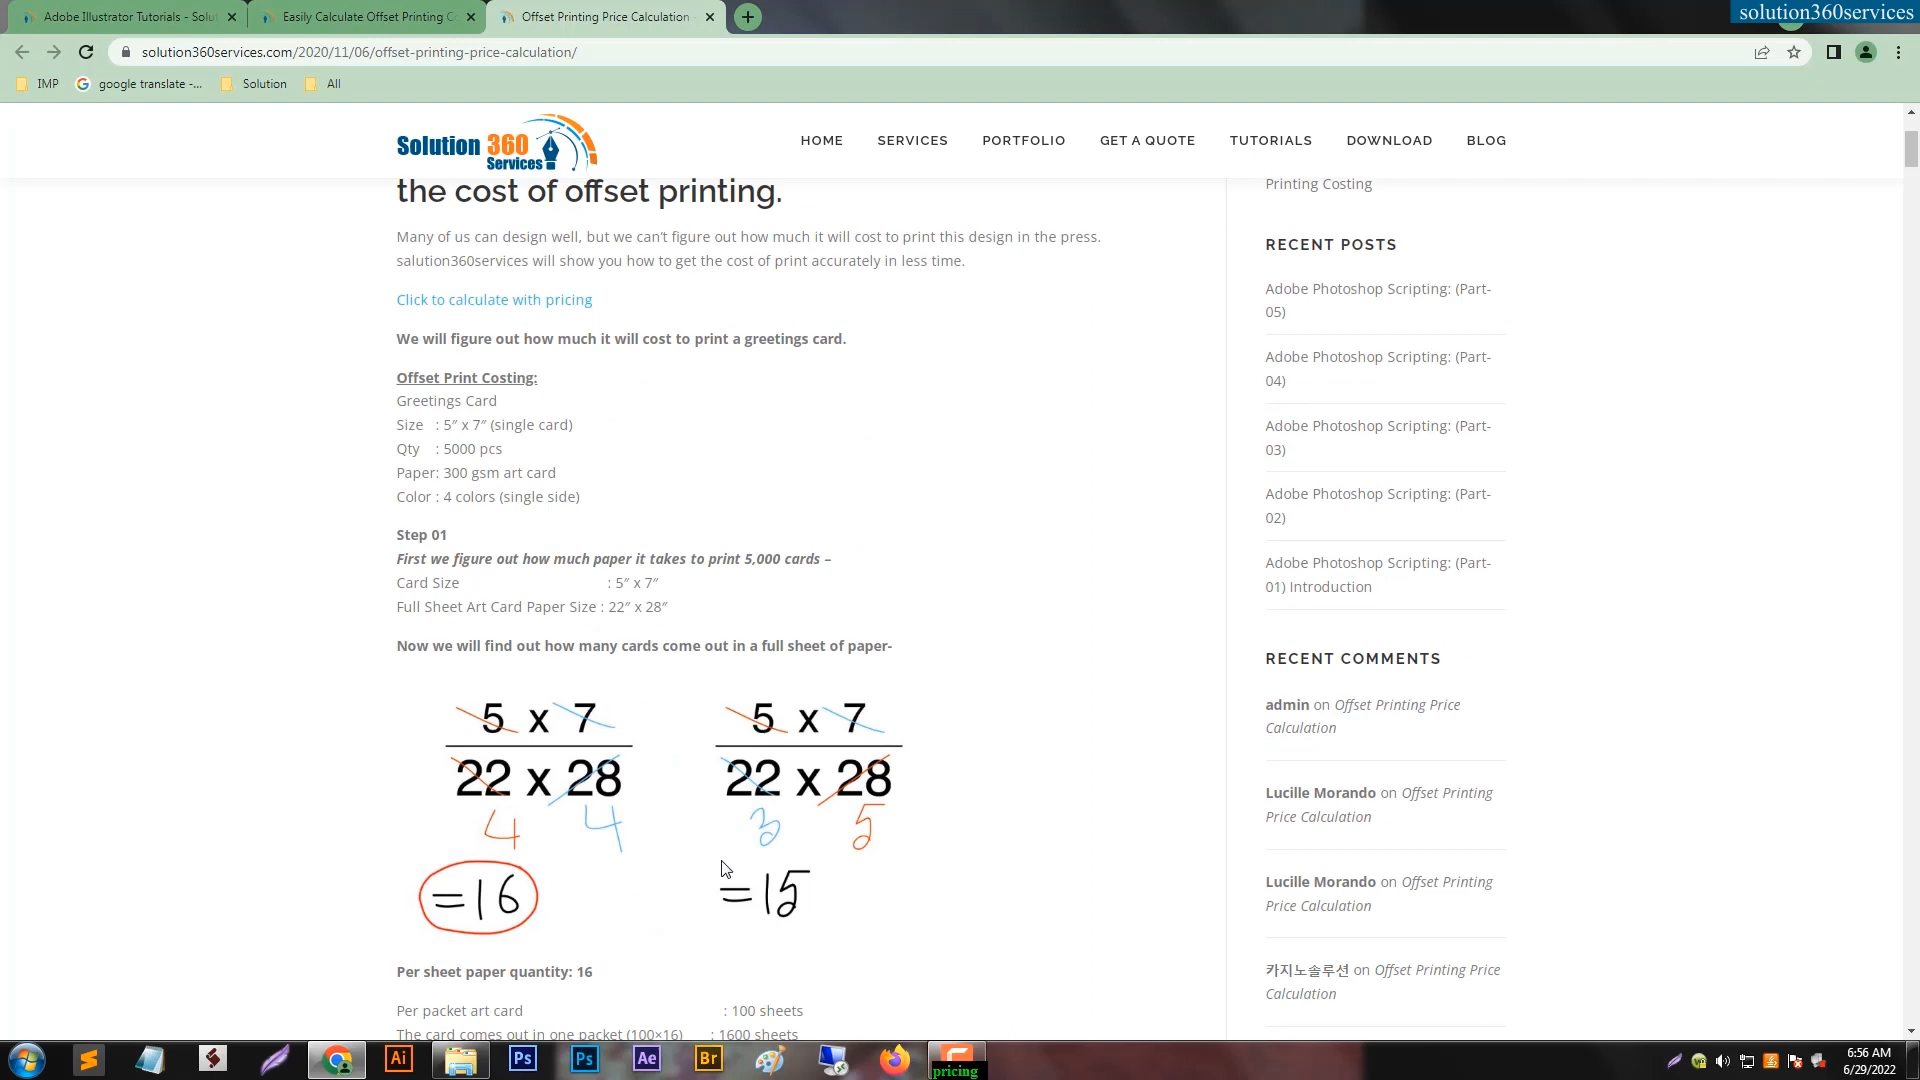 solution360services
Adobe Illustrator Tutorials - Solu
Easily Calculate Offset Printing C
Offset Printing Price Calculation
solution360services.com/2020/11/06/offset-printing-price-calculation/
IMP
google translate -...
Solution
All
Solution 360
Services
HOME
SERVICES
PORTFOLIO
GET A QUOTE
TUTORIALS
DOWNLOAD
BLOG
the cost of offset printing.
Many of us can design well, but we can't figure out how much it will cost to print this design in the press.
salution360services will show you how to get the cost of print accurately in less time.
Click to calculate with pricing
We will figure out how much it will cost to print a greetings card.
Offset Print Costing:
Greetings Card
Size : 5″ x 7″ (single card)
Qty : 5000 pcs
Paper: 300 gsm art card
Color : 4 colors (single side)
Step 01
First we figure out how much paper it takes to print 5,000 cards –
Card Size : 5″ x 7″
Full Sheet Art Card Paper Size : 22″ x 28″
Now we will find out how many cards come out in a full sheet of paper-
5 x 7
22 x 28
4 4
=16
5 x 7
22 x 28
3 5
=15
Per sheet paper quantity: 16
Per packet art card : 100 sheets
The card comes out in one packet (100×16) : 1600 sheets
Printing Costing
RECENT POSTS
Adobe Photoshop Scripting: (Part-
05)
Adobe Photoshop Scripting: (Part-
04)
Adobe Photoshop Scripting: (Part-
03)
Adobe Photoshop Scripting: (Part-
02)
Adobe Photoshop Scripting: (Part-
01) Introduction
RECENT COMMENTS
admin on Offset Printing Price
Calculation
Lucille Morando on Offset Printing
Price Calculation
Lucille Morando on Offset Printing
Price Calculation
카지노솔루션 on Offset Printing Price
Calculation
Ai
Ps
Ps
Ae
Br
pricing
6:56 AM
6/29/2022